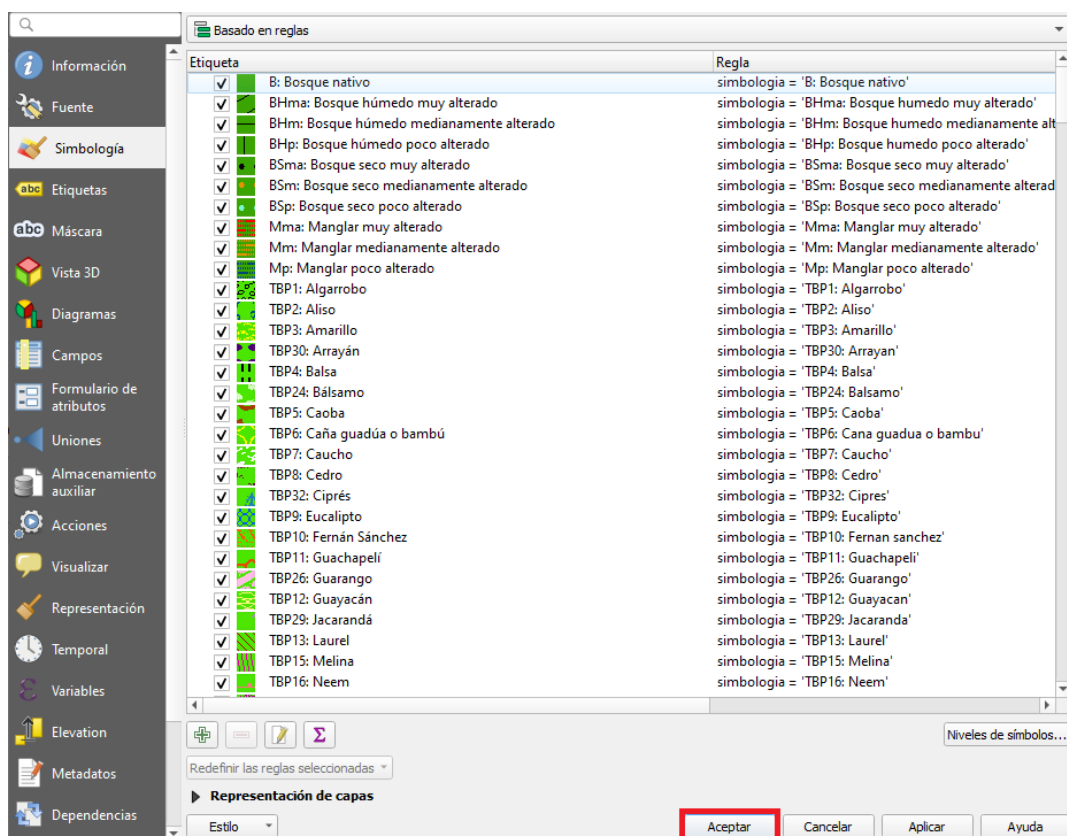 Basado en reglas
Información
Fuente
Simbología
abc Etiquetas
abc Máscara
Vista 3D
Diagramas
Campos
Formulario de
atributos
Uniones
Almacenamiento
auxiliar
Acciones
Visualizar
Representación
Temporal
Variables
Elevation
Metadatos
Dependencias
Etiqueta Regla
B: Bosque nativo simbologia = 'B: Bosque nativo'
BHma: Bosque húmedo muy alterado simbologia = 'BHma: Bosque humedo muy alterado'
BHm: Bosque húmedo medianamente alterado simbologia = 'BHm: Bosque humedo medianamente alt
BHp: Bosque húmedo poco alterado simbologia = 'BHp: Bosque humedo poco alterado'
BSma: Bosque seco muy alterado simbologia = 'BSma: Bosque seco muy alterado'
BSm: Bosque seco medianamente alterado simbologia = 'BSm: Bosque seco medianamente alterad
BSp: Bosque seco poco alterado simbologia = 'BSp: Bosque seco poco alterado'
Mma: Manglar muy alterado simbologia = 'Mma: Manglar muy alterado'
Mm: Manglar medianamente alterado simbologia = 'Mm: Manglar medianamente alterado'
Mp: Manglar poco alterado simbologia = 'Mp: Manglar poco alterado'
TBP1: Algarrobo simbologia = 'TBP1: Algarrobo'
TBP2: Aliso simbologia = 'TBP2: Aliso'
TBP3: Amarillo simbologia = 'TBP3: Amarillo'
TBP30: Arrayán simbologia = 'TBP30: Arrayan'
TBP4: Balsa simbologia = 'TBP4: Balsa'
TBP24: Bálsamo simbologia = 'TBP24: Balsamo'
TBP5: Caoba simbologia = 'TBP5: Caoba'
TBP6: Caña guadúa o bambú simbologia = 'TBP6: Cana guadua o bambu'
TBP7: Caucho simbologia = 'TBP7: Caucho'
TBP8: Cedro simbologia = 'TBP8: Cedro'
TBP32: Ciprés simbologia = 'TBP32: Cipres'
TBP9: Eucalipto simbologia = 'TBP9: Eucalipto'
TBP10: Fernán Sánchez simbologia = 'TBP10: Fernan sanchez'
TBP11: Guachapelí simbologia = 'TBP11: Guachapeli'
TBP26: Guarango simbologia = 'TBP26: Guarango'
TBP12: Guayacán simbologia = 'TBP12: Guayacan'
TBP29: Jacarandá simbologia = 'TBP29: Jacaranda'
TBP13: Laurel simbologia = 'TBP13: Laurel'
TBP15: Melina simbologia = 'TBP15: Melina'
TBP16: Neem simbologia = 'TBP16: Neem'
Σ
Niveles de símbolos...
Redefinir las reglas seleccionadas
Representación de capas
Estilo Aceptar Cancelar Aplicar Ayuda